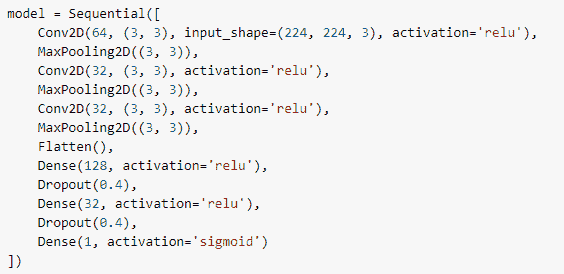 model = Sequential([
    Conv2D(64, (3, 3), input_shape=(224, 224, 3), activation='relu'),
    MaxPooling2D((3, 3)),
    Conv2D(32, (3, 3), activation='relu'),
    MaxPooling2D((3, 3)),
    Conv2D(32, (3, 3), activation='relu'),
    MaxPooling2D((3, 3)),
    Flatten(),
    Dense(128, activation='relu'),
    Dropout(0.4),
    Dense(32, activation='relu'),
    Dropout(0.4),
    Dense(1, activation='sigmoid')
])